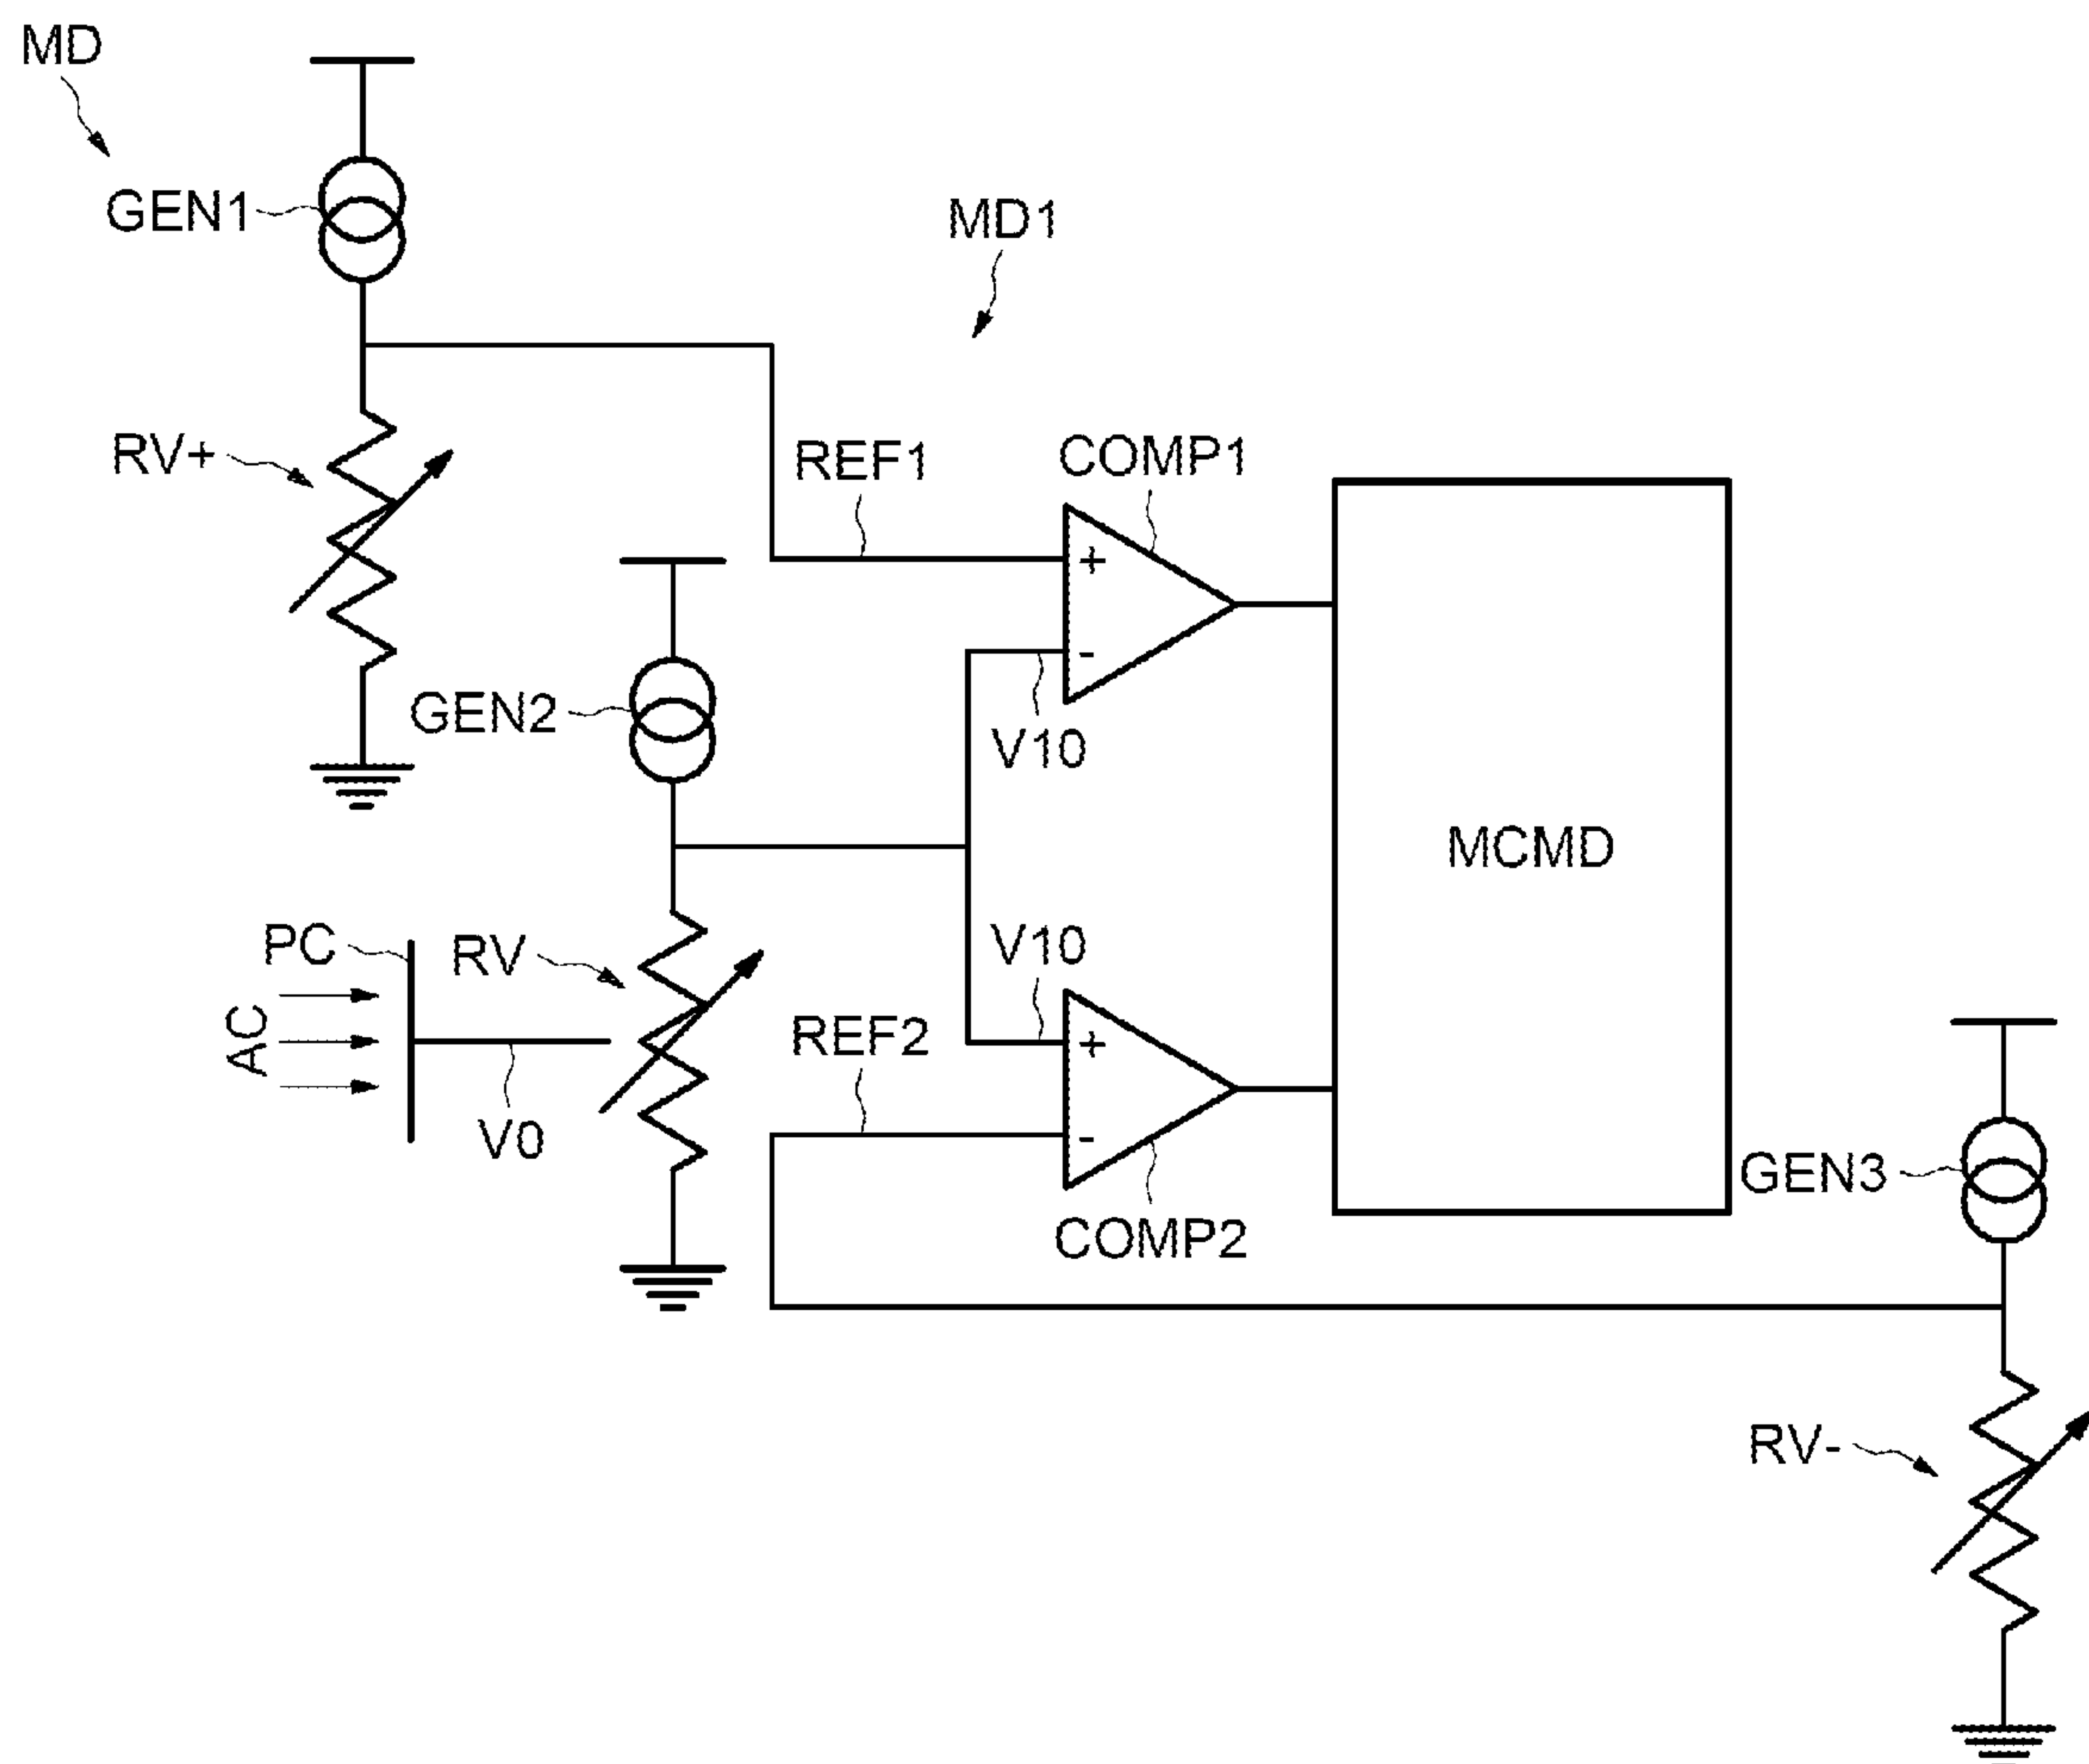 MD
GEN1
MD1
RV+
REF1
COMP1
+
-
GEN2
V10
MCMD
PC
RV
V10
AC
REF2
+
-
V0
GEN3
COMP2
RV-